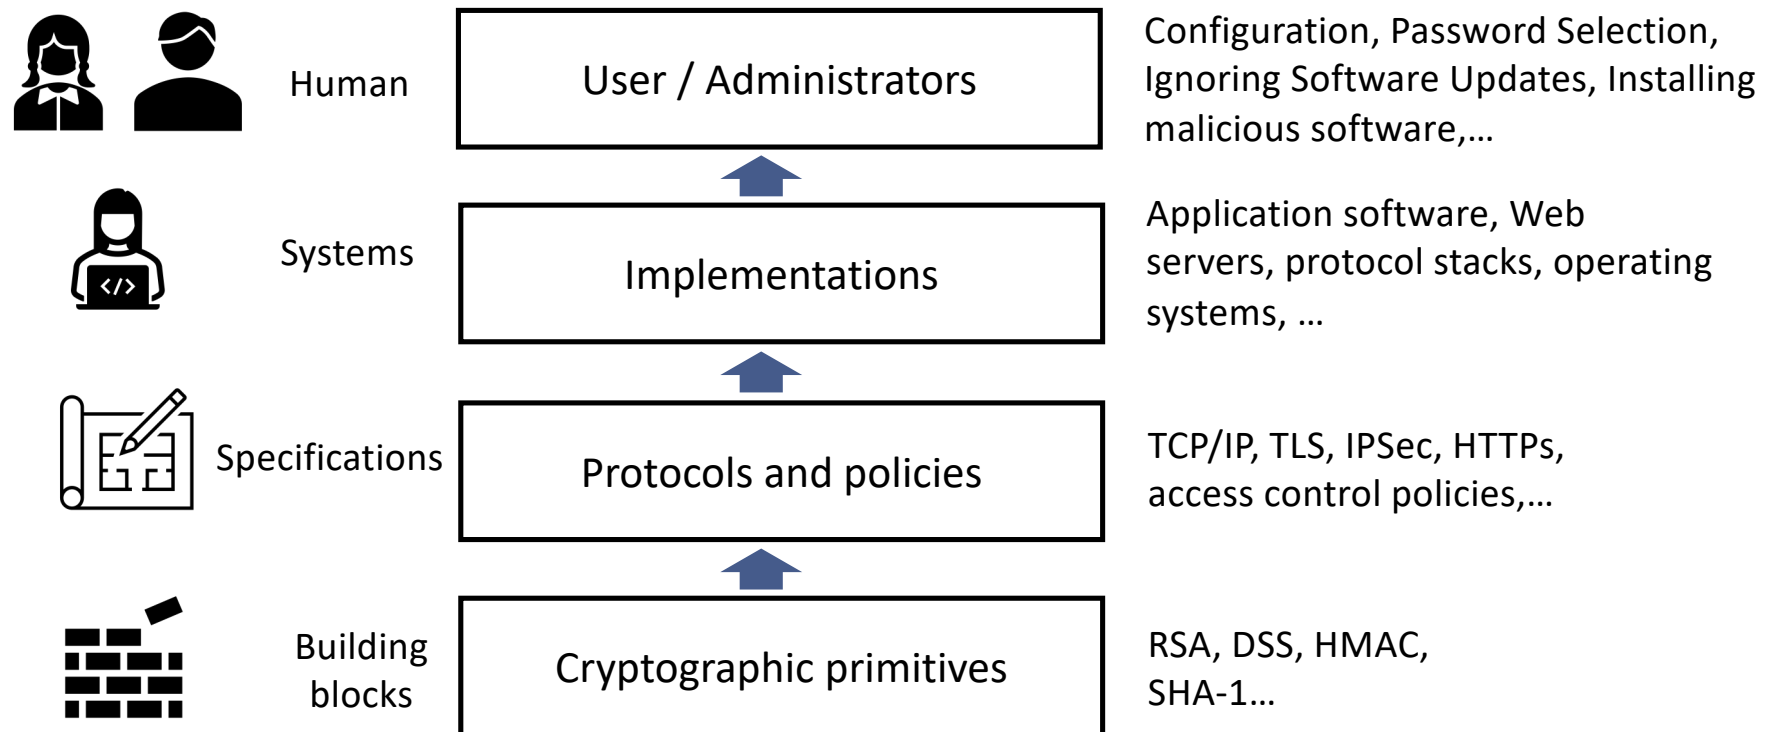 Human
User / Administrators
Configuration, Password Selection,
Ignoring Software Updates, Installing
malicious software,…
Systems
</>
Implementations
Application software, Web
servers, protocol stacks, operating
systems, …
Specifications
Protocols and policies
TCP/IP, TLS, IPSec, HTTPs,
access control policies,…
Building
blocks
Cryptographic primitives
RSA, DSS, HMAC,
SHA-1…